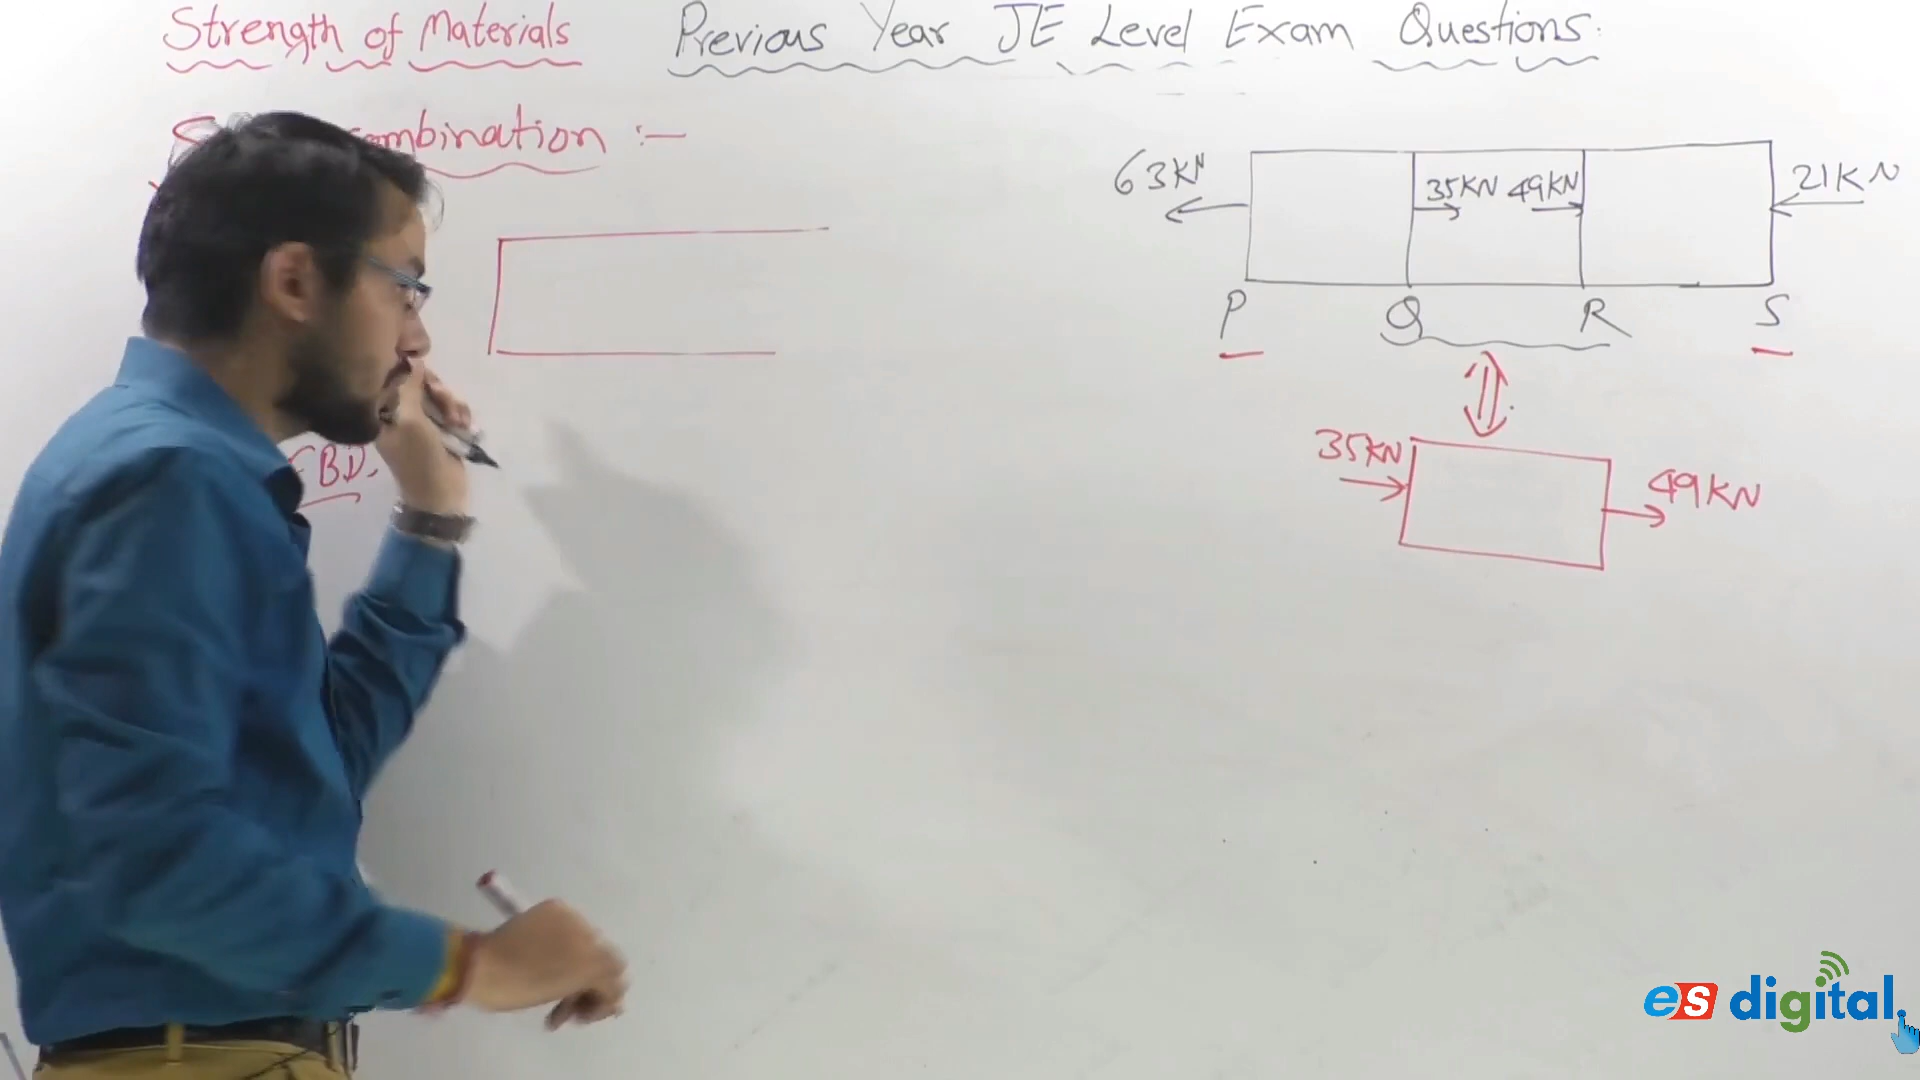 Strength of Materials Previous Year JE Level Exam Questions.
combination :-
63KN 35KN 49KN 21KN
P Q R S
FBD.
35KN 49KN
es digital.